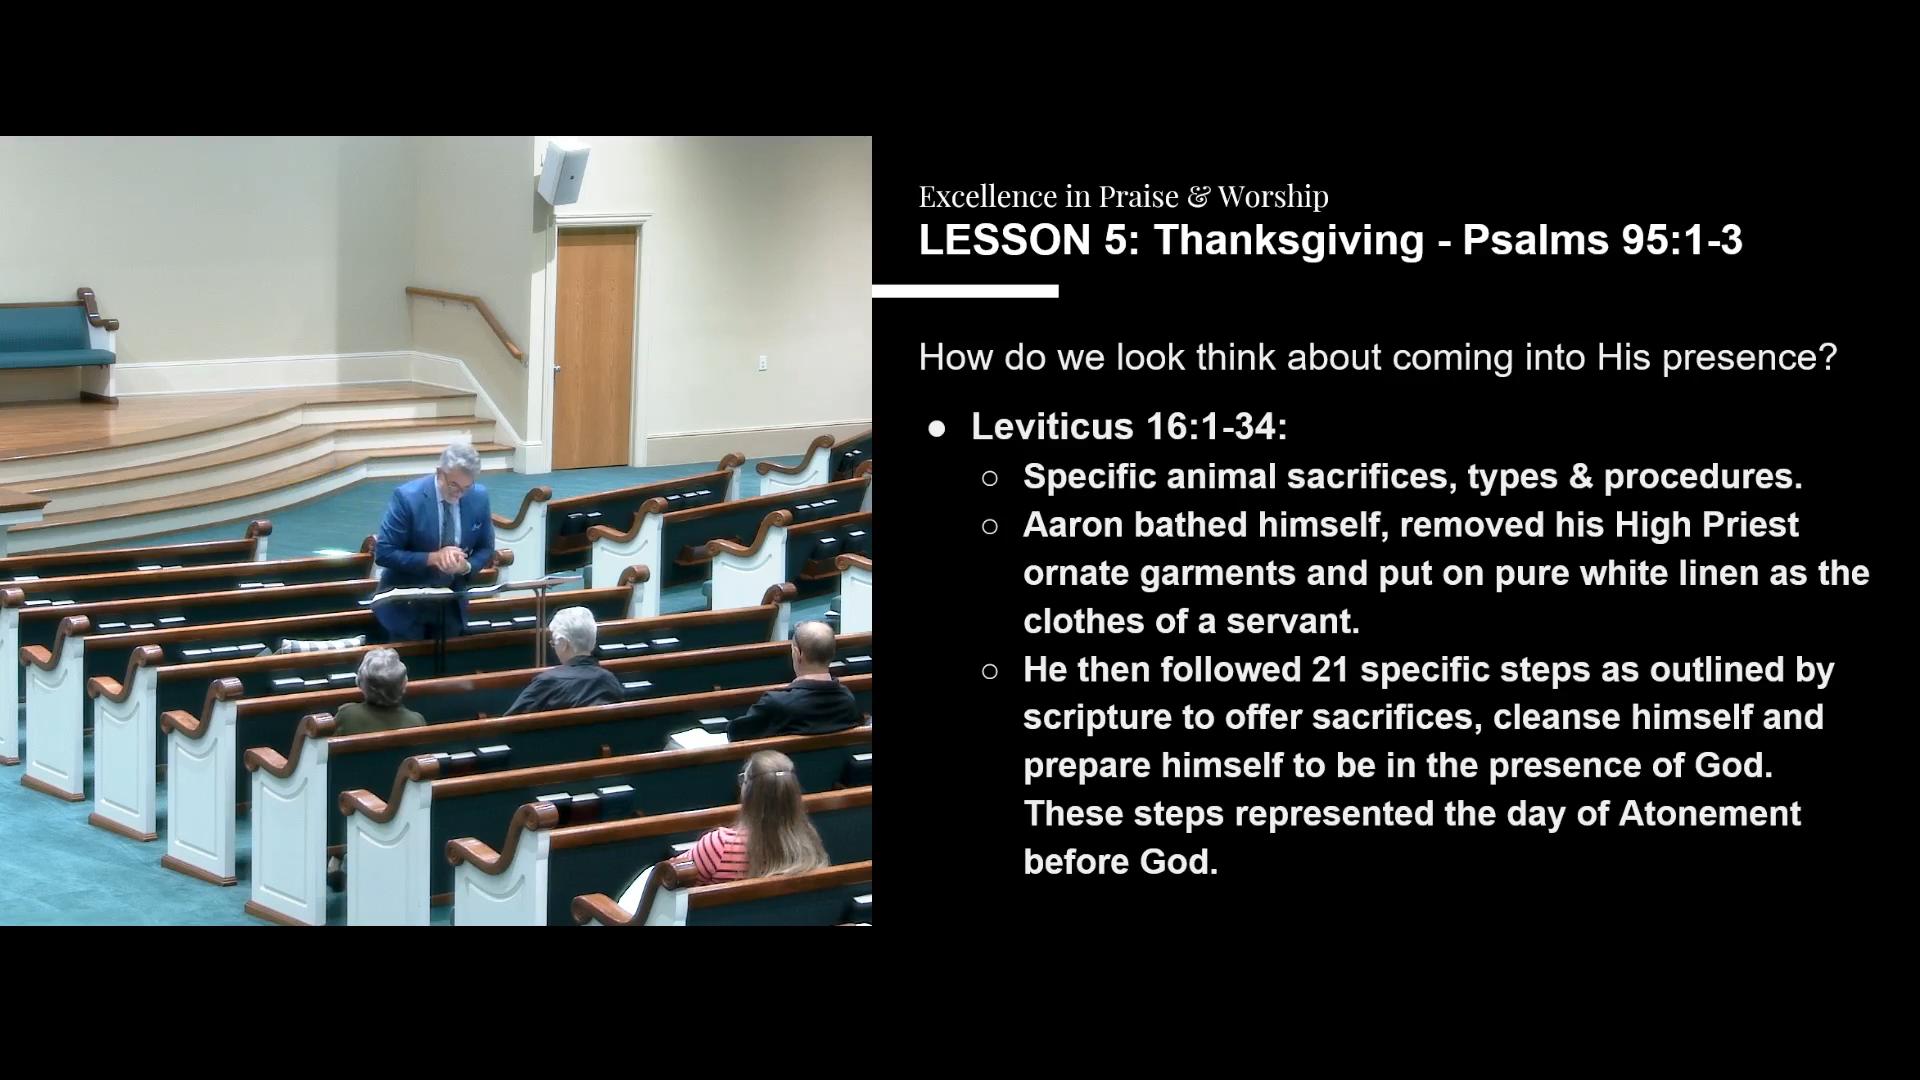 Excellence in Praise & Worship
LESSON 5: Thanksgiving - Psalms 95:1-3
How do we look think about coming into His presence?
● Leviticus 16:1-34:
○ Specific animal sacrifices, types & procedures.
○ Aaron bathed himself, removed his High Priest
ornate garments and put on pure white linen as the
clothes of a servant.
○ He then followed 21 specific steps as outlined by
scripture to offer sacrifices, cleanse himself and
prepare himself to be in the presence of God.
These steps represented the day of Atonement
before God.